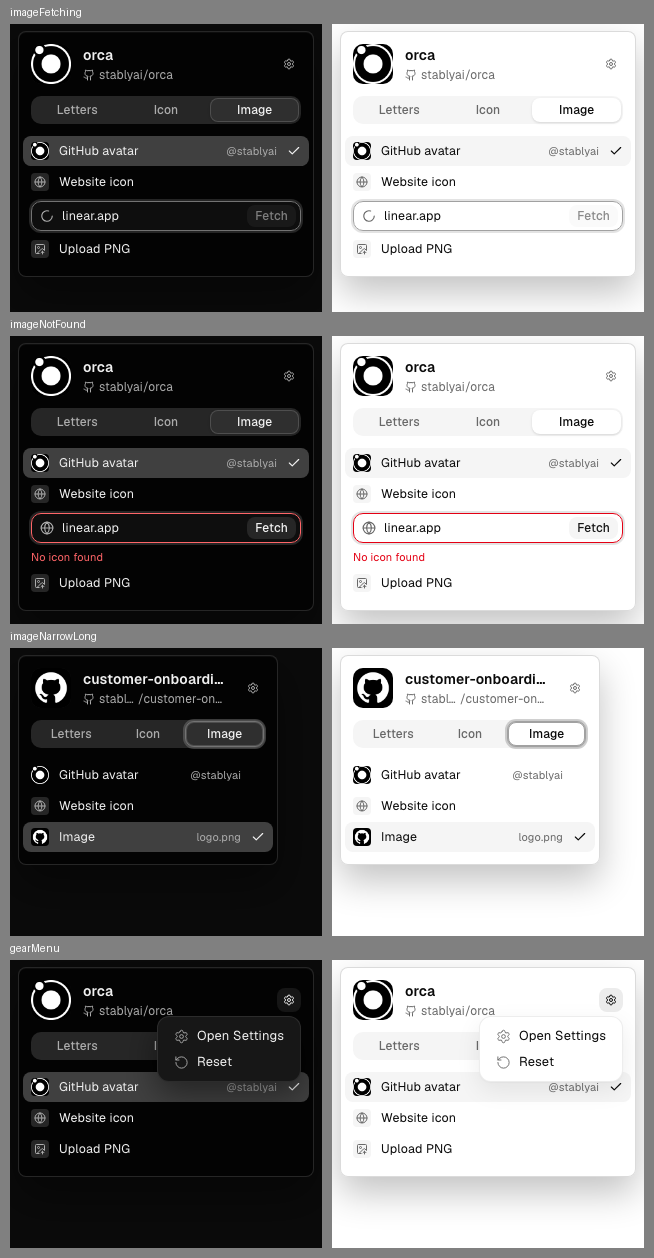 imageFetching
orca
stablyai/orca
Letters Icon Image
GitHub avatar @stablyai
Website icon
linear.app Fetch
Upload PNG
orca
stablyai/orca
Letters Icon Image
GitHub avatar @stablyai
Website icon
linear.app Fetch
Upload PNG
imageNotFound
orca
stablyai/orca
Letters Icon Image
GitHub avatar @stablyai
Website icon
linear.app Fetch
No icon found
Upload PNG
orca
stablyai/orca
Letters Icon Image
GitHub avatar @stablyai
Website icon
linear.app Fetch
No icon found
Upload PNG
imageNarrowLong
customer-onboardi...
stabl... /customer-on...
Letters Icon Image
GitHub avatar @stablyai
Website icon
Image logo.png
customer-onboardi...
stabl... /customer-on...
Letters Icon Image
GitHub avatar @stablyai
Website icon
Image logo.png
gearMenu
orca
stablyai/orca
Open Settings
Letters
Reset
GitHub avatar @stablyai
Website icon
Upload PNG
orca
stablyai/orca
Open Settings
Letters
Reset
GitHub avatar @stablyai
Website icon
Upload PNG